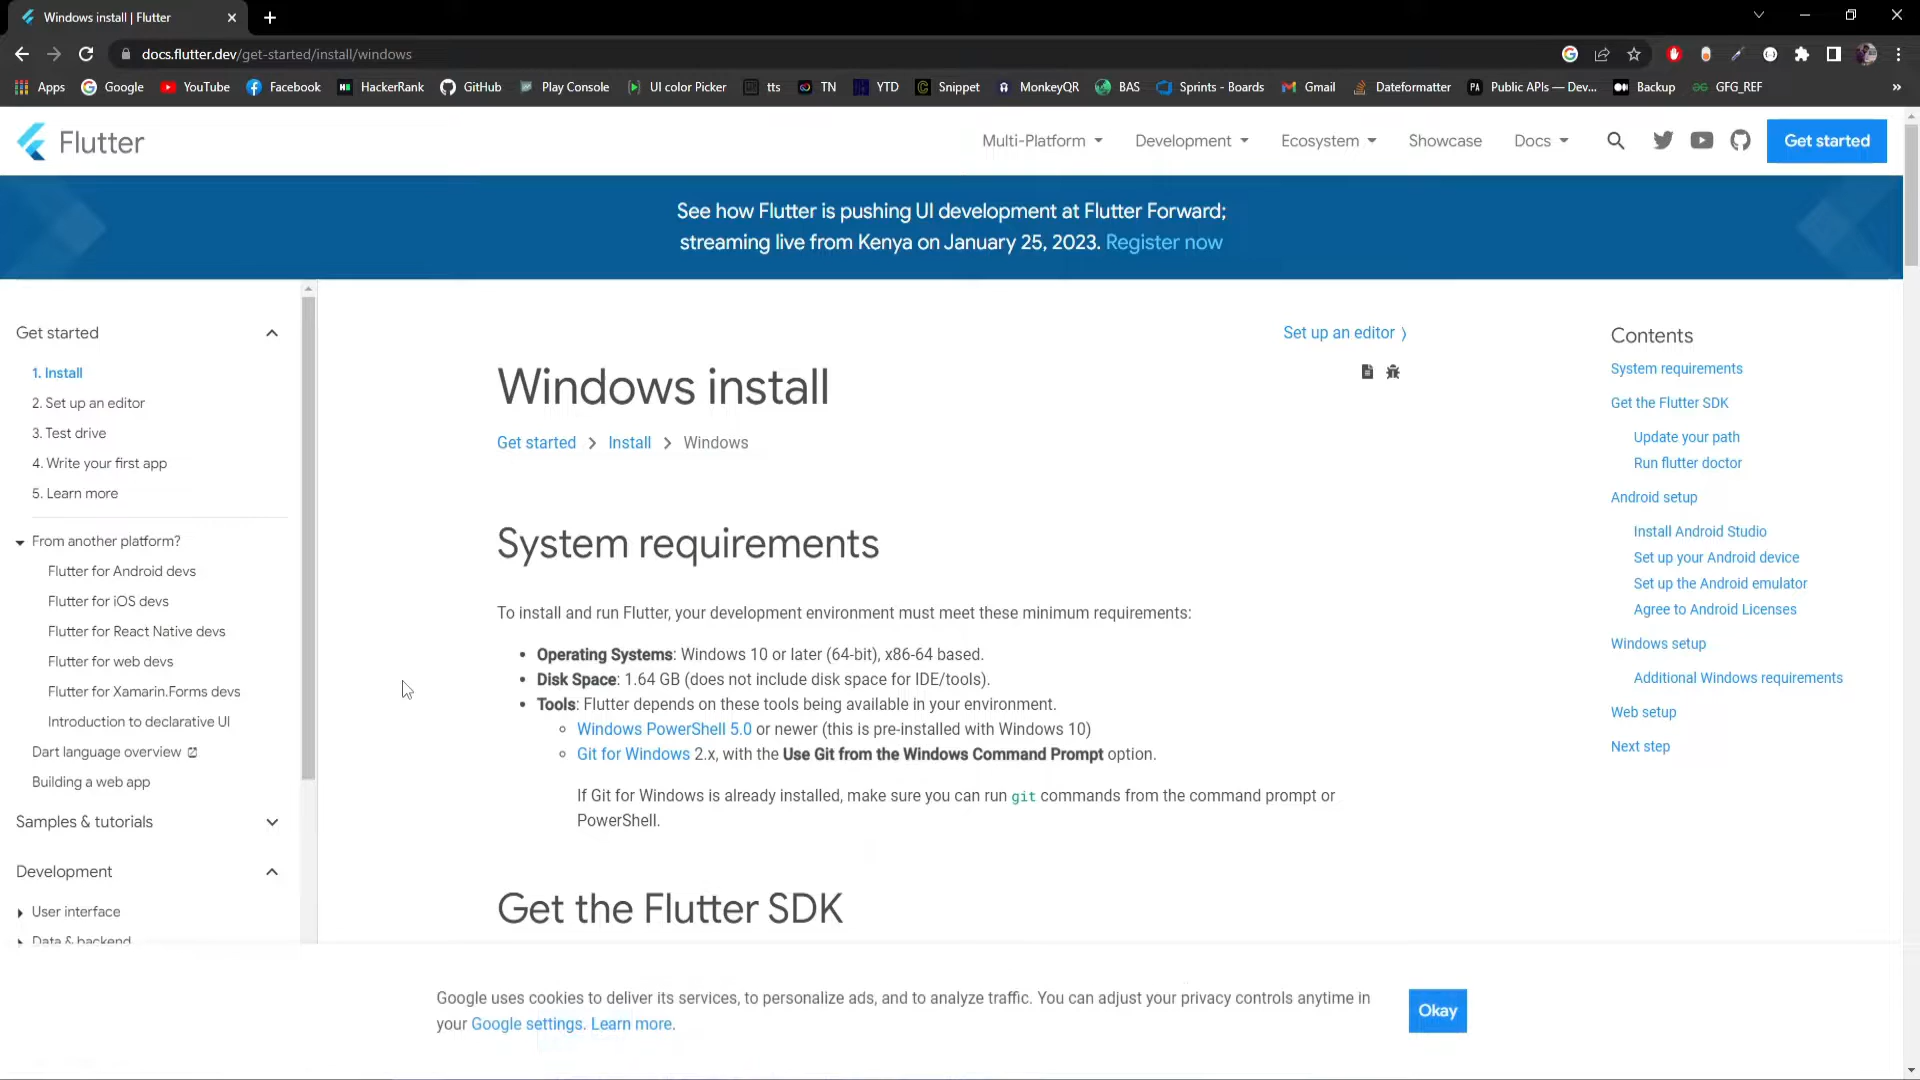 Windows install | Flutter
docs.flutter.dev/get-started/install/windows
Apps Google YouTube Facebook HackerRank GitHub Play Console UI color Picker tts TN YTD Snippet MonkeyQR BAS Sprints - Boards Gmail Dateformatter Public APIs — Dev... Backup GFG_REF »
Flutter
Multi-Platform Development Ecosystem Showcase Docs Get started
See how Flutter is pushing UI development at Flutter Forward;
streaming live from Kenya on January 25, 2023. Register now
Get started
1. Install
2. Set up an editor
3. Test drive
4. Write your first app
5. Learn more
From another platform?
Flutter for Android devs
Flutter for iOS devs
Flutter for React Native devs
Flutter for web devs
Flutter for Xamarin.Forms devs
Introduction to declarative UI
Dart language overview
Building a web app
Samples & tutorials
Development
User interface
Data & backend
Set up an editor
Windows install
Get started > Install > Windows
System requirements
To install and run Flutter, your development environment must meet these minimum requirements:
• Operating Systems: Windows 10 or later (64-bit), x86-64 based.
• Disk Space: 1.64 GB (does not include disk space for IDE/tools).
• Tools: Flutter depends on these tools being available in your environment.
Windows PowerShell 5.0 or newer (this is pre-installed with Windows 10)
Git for Windows 2.x, with the Use Git from the Windows Command Prompt option.
If Git for Windows is already installed, make sure you can run git commands from the command prompt or
PowerShell.
Get the Flutter SDK
Contents
System requirements
Get the Flutter SDK
Update your path
Run flutter doctor
Android setup
Install Android Studio
Set up your Android device
Set up the Android emulator
Agree to Android Licenses
Windows setup
Additional Windows requirements
Web setup
Next step
Google uses cookies to deliver its services, to personalize ads, and to analyze traffic. You can adjust your privacy controls anytime in
your Google settings. Learn more.
Okay